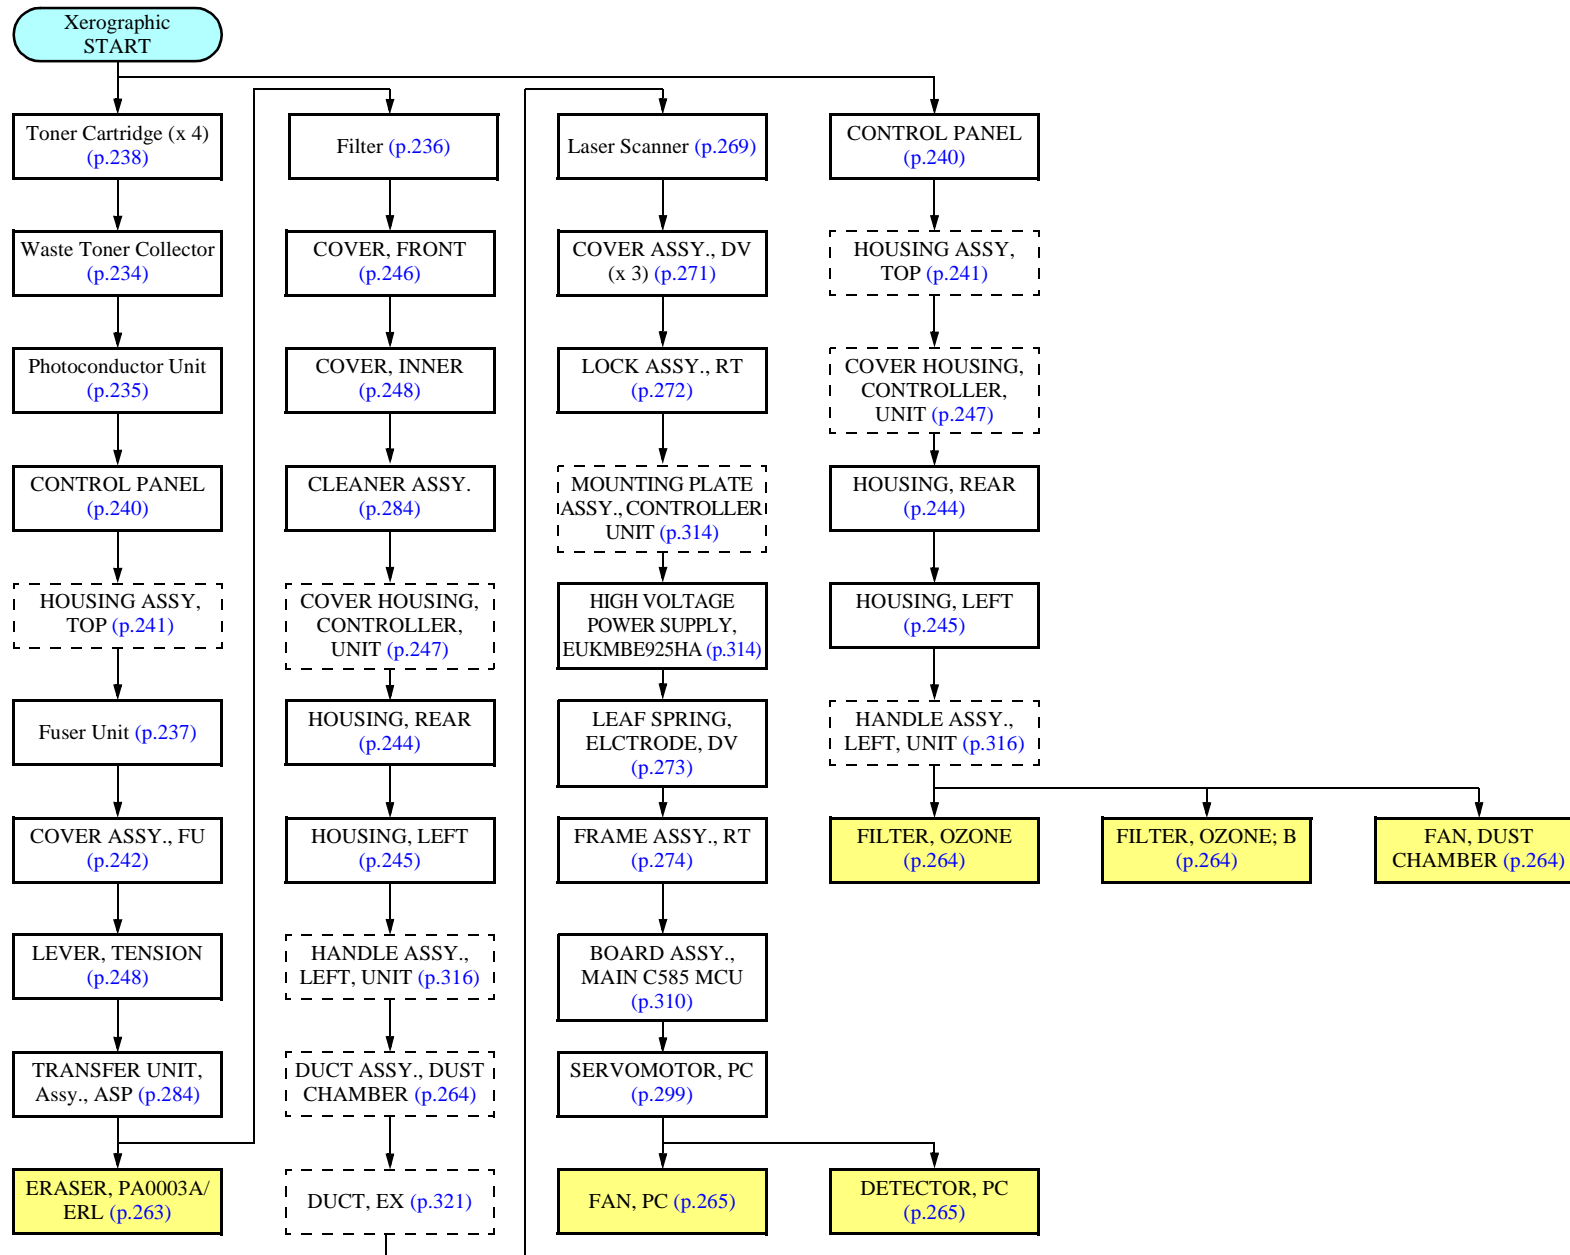 Xerographic
START
Toner Cartridge (x 4)
(p.238)
Waste Toner Collector
(p.234)
Photoconductor Unit
(p.235)
CONTROL PANEL
(p.240)
HOUSING ASSY,
TOP (p.241)
Fuser Unit (p.237)
COVER ASSY., FU
(p.242)
LEVER, TENSION
(p.248)
TRANSFER UNIT,
Assy., ASP (p.284)
ERASER, PA0003A/
ERL (p.263)
Filter (p.236)
COVER, FRONT
(p.246)
COVER, INNER
(p.248)
CLEANER ASSY.
(p.284)
COVER HOUSING,
CONTROLLER,
UNIT (p.247)
HOUSING, REAR
(p.244)
HOUSING, LEFT
(p.245)
HANDLE ASSY.,
LEFT, UNIT (p.316)
DUCT ASSY., DUST
CHAMBER (p.264)
DUCT, EX (p.321)
Laser Scanner (p.269)
COVER ASSY., DV
(x 3) (p.271)
LOCK ASSY., RT
(p.272)
MOUNTING PLATE
ASSY., CONTROLLER
UNIT (p.314)
HIGH VOLTAGE
POWER SUPPLY,
EUKMBE925HA (p.314)
LEAF SPRING,
ELCTRODE, DV
(p.273)
FRAME ASSY., RT
(p.274)
BOARD ASSY.,
MAIN C585 MCU
(p.310)
SERVOMOTOR, PC
(p.299)
FAN, PC (p.265)
DETECTOR, PC
(p.265)
CONTROL PANEL
(p.240)
HOUSING ASSY,
TOP (p.241)
COVER HOUSING,
CONTROLLER,
UNIT (p.247)
HOUSING, REAR
(p.244)
HOUSING, LEFT
(p.245)
HANDLE ASSY.,
LEFT, UNIT (p.316)
FILTER, OZONE
(p.264)
FILTER, OZONE; B
(p.264)
FAN, DUST
CHAMBER (p.264)